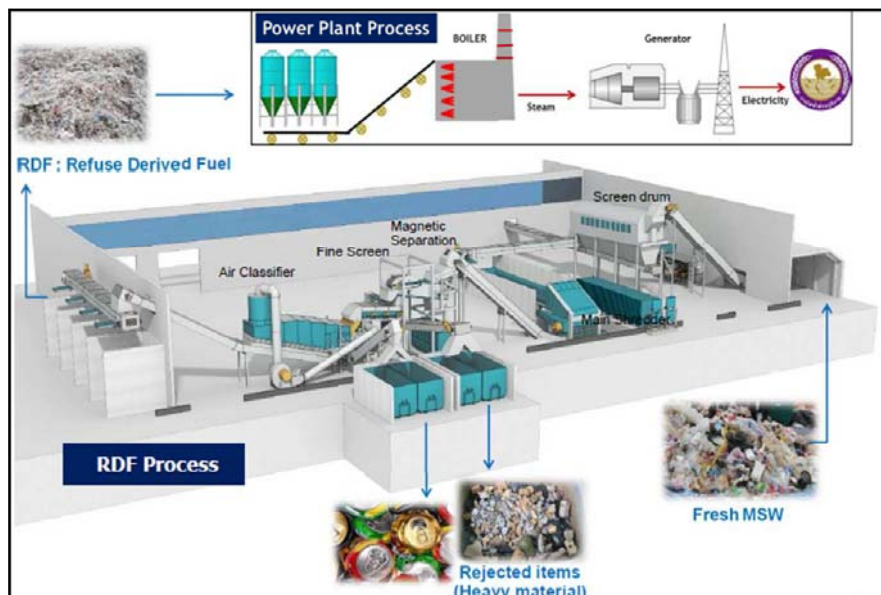 Power Plant Process
BOILER
Generator
Steam
Electricity
RDF : Refuse Derived Fuel
Screen drum
Magnetic
Separation
Fine Screen
Air Classifier
Main Shredder
RDF Process
Fresh MSW
Rejected items
(Heavy material)